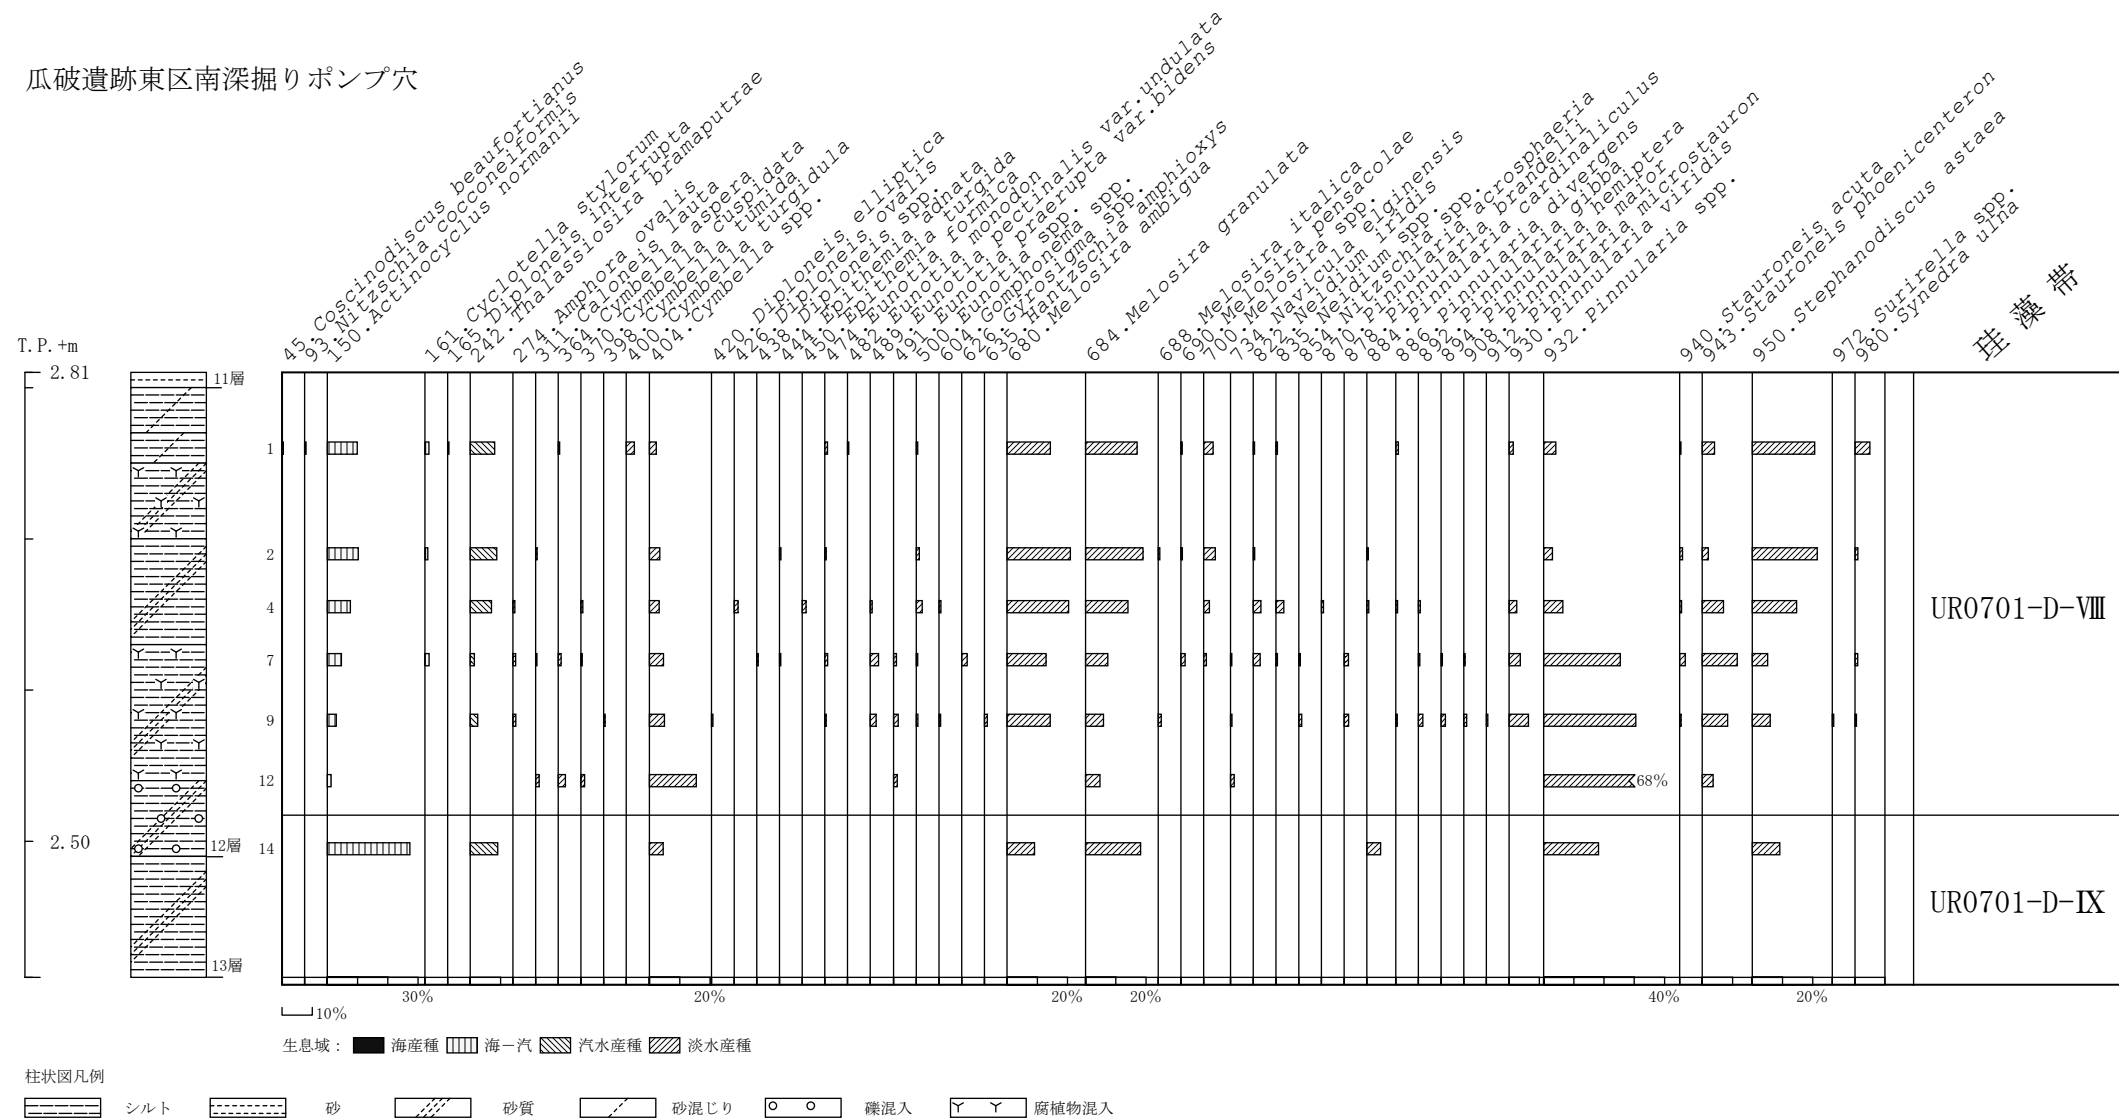 瓜破遺跡東区南深掘りポンプ穴
45.Coscinodiscus beaufortianus
93.Nitzschia cocconeiformis
150.Actinocyclus normanii
161.Cyclotella stylorum
165.Diploneis interrupta
242.Thalassiosira bramaputrae
274.Amphora ovalis
311.Caloneis lauta
364.Cymbella aspera
370.Cymbella cuspidata
398.Cymbella tumida
400.Cymbella turgidula
404.Cymbella spp.
420.Diploneis elliptica
426.Diploneis ovalis
438.Diploneis spp.
444.Epithemia adnata
450.Epithemia turgida
474.Eunotia formica
482.Eunotia monodon
489.Eunotia pectinalis var.undulata
491.Eunotia praerupta var.bidens
500.Eunotia spp.
604.Gomphonema spp.
626.Gyrosigma spp.
635.Hantzschia amphioxys
680.Melosira ambigua
684.Melosira granulata
688.Melosira italica
690.Melosira pensacolae
700.Melosira spp.
734.Navicula elginensis
822.Neidium iridis
835.Neidium spp.
854.Nitzschia spp.
870.Pinnularia acrosphaeria
878.Pinnularia brandelii
884.Pinnularia cardinaliculus
886.Pinnularia divergens
892.Pinnularia gibba
894.Pinnularia hemiptera
908.Pinnularia maior
912.Pinnularia microstauron
930.Pinnularia viridis
932.Pinnularia spp.
940.Stauroneis acuta
943.Stauroneis phoenicenteron
950.Stephanodiscus astaea
972.Surirella spp.
980.Synedra ulna
珪藻帯
T.P.+m
2.81
11層
1
2
4
UR0701-D-Ⅷ
7
9
12
68%
2.50
12層
14
UR0701-D-Ⅸ
13層
30%
20%
20%
20%
40%
20%
10%
生息域： 海産種 海－汽 汽水産種 淡水産種
柱状図凡例
シルト 砂 砂質 砂混じり 礫混入 腐植物混入